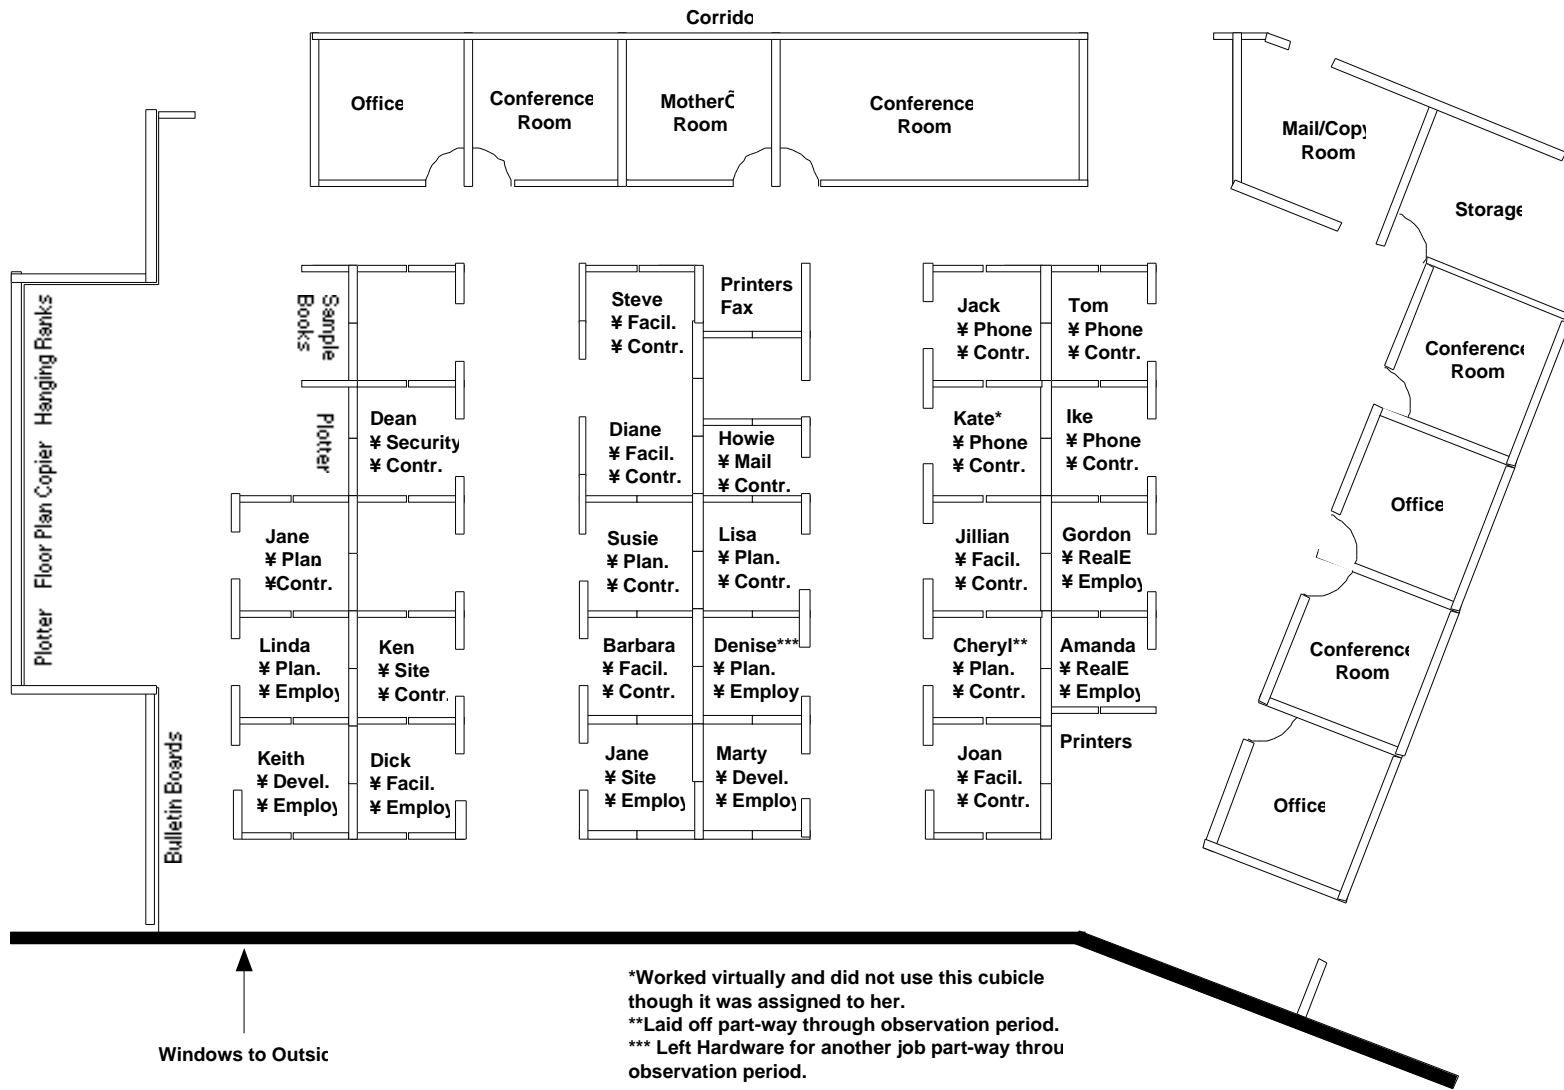 Corrido
Office
Conference
Room
MotherÕ
Room
Conference
Room
Mail/Copy
Room
Storage
Conference
Room
Office
Conference
Room
Office
Plotter Floor Plan Copier Hanging Ranks
Bulletin Boards
Sample
Books
Plotter
Dean
¥ Security
¥ Contr.
Jane
¥ Plan.
¥Contr.
Linda
¥ Plan.
¥ Employ
Ken
¥ Site
¥ Contr.
Keith
¥ Devel.
¥ Employ
Dick
¥ Facil.
¥ Employ
Steve
¥ Facil.
¥ Contr.
Printers
Fax
Diane
¥ Facil.
¥ Contr.
Howie
¥ Mail
¥ Contr.
Susie
¥ Plan.
¥ Contr.
Lisa
¥ Plan.
¥ Contr.
Barbara
¥ Facil.
¥ Contr.
Denise***
¥ Plan.
¥ Employ
Jane
¥ Site
¥ Employ
Marty
¥ Devel.
¥ Employ
Jack
¥ Phone
¥ Contr.
Tom
¥ Phone
¥ Contr.
Kate*
¥ Phone
¥ Contr.
Ike
¥ Phone
¥ Contr.
Jillian
¥ Facil.
¥ Contr.
Gordon
¥ RealE
¥ Employ
Cheryl**
¥ Plan.
¥ Contr.
Amanda
¥ RealE
¥ Employ
Joan
¥ Facil.
¥ Contr.
Printers
Windows to Outsid
*Worked virtually and did not use this cubicle
though it was assigned to her.
**Laid off part-way through observation period.
*** Left Hardware for another job part-way throu
observation period.